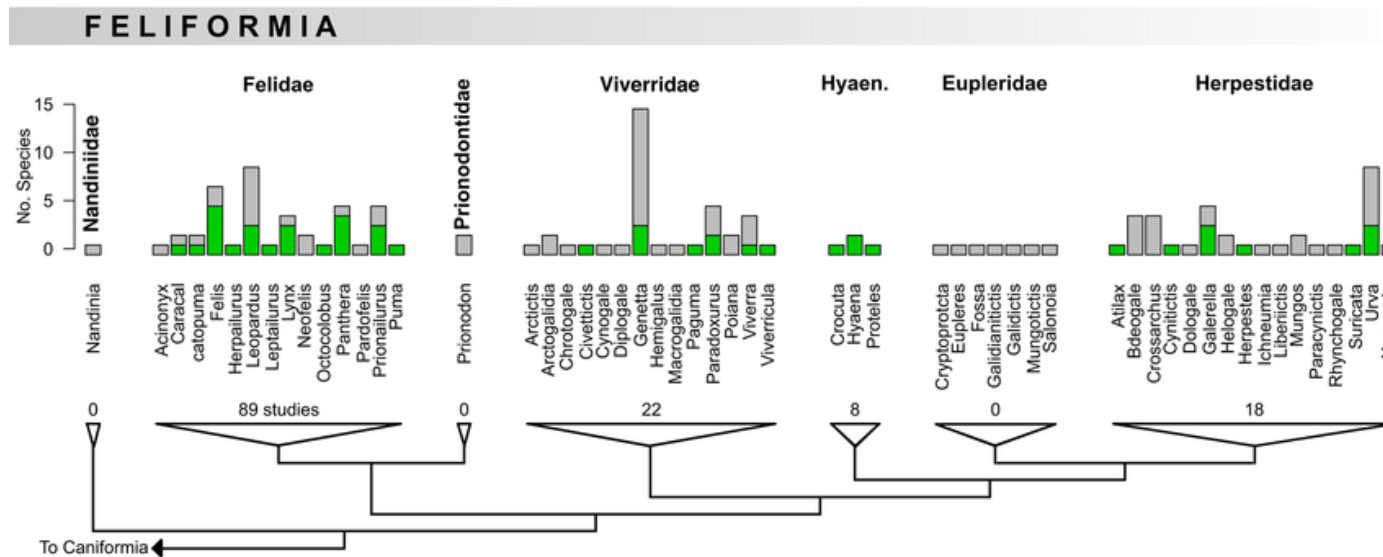 FELIFORMIA
Felidae
Viverridae
Hyaen.
Eupleridae
Herpestidae
Nandiniidae
Prionodontidae
No. Species
15
10
5
0
Nandinia
Acinonyx
Caracal
catopuma
Felis
Herpailurus
Leopardus
Leptailurus
Lynx
Neofelis
Octocolobus
Panthera
Pardofelis
Prionailurus
Puma
Prionodon
Arctictis
Arctogalidia
Chrotogale
Civettictis
Cynogale
Diplogale
Genetta
Hemigalus
Macrogalidia
Paguma
Paradoxurus
Poiana
Viverra
Viverricula
Crocuta
Hyaena
Proteles
Cryptoprotcta
Eupleres
Fossa
Galidianictis
Galidictis
Mungotictis
Salonoia
Atilax
Bdeogale
Crossarchus
Cynitictis
Dologale
Galerella
Helogale
Herpestes
Ichneumia
Liberiictis
Mungos
Paracynictis
Rhynchogale
Suricata
Urva
0
89 studies
0
22
8
0
18
To Caniformia